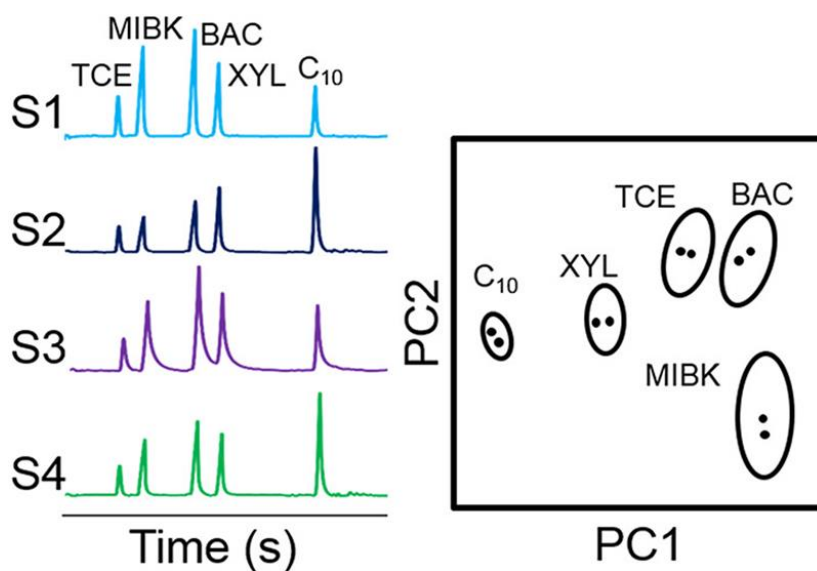 MIBK BAC
TCE XYL C₁₀
S1
S2
S3
S4
Time (s)
TCE BAC
XYL
C₁₀
MIBK
PC2
PC1